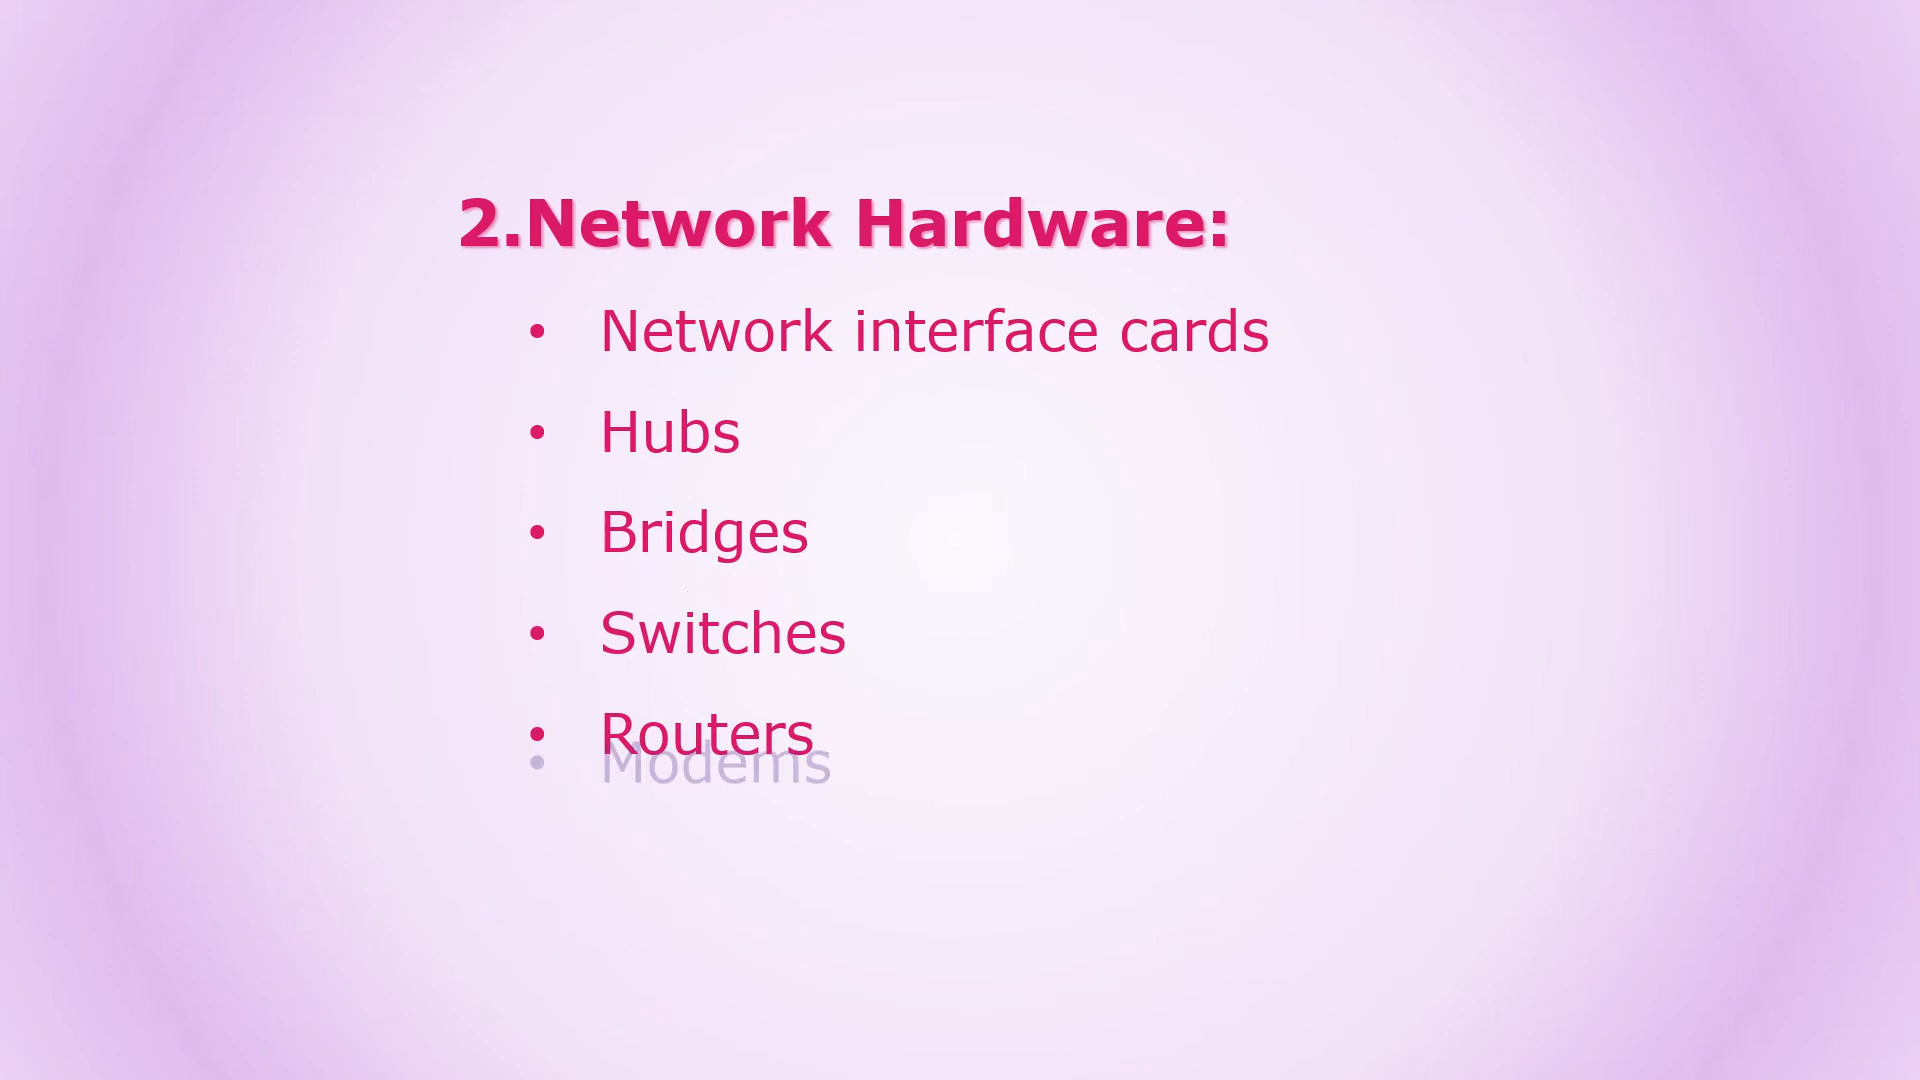 2.Network Hardware:
• Network interface cards
• Hubs
• Bridges
• Switches
• Routers
• Modems